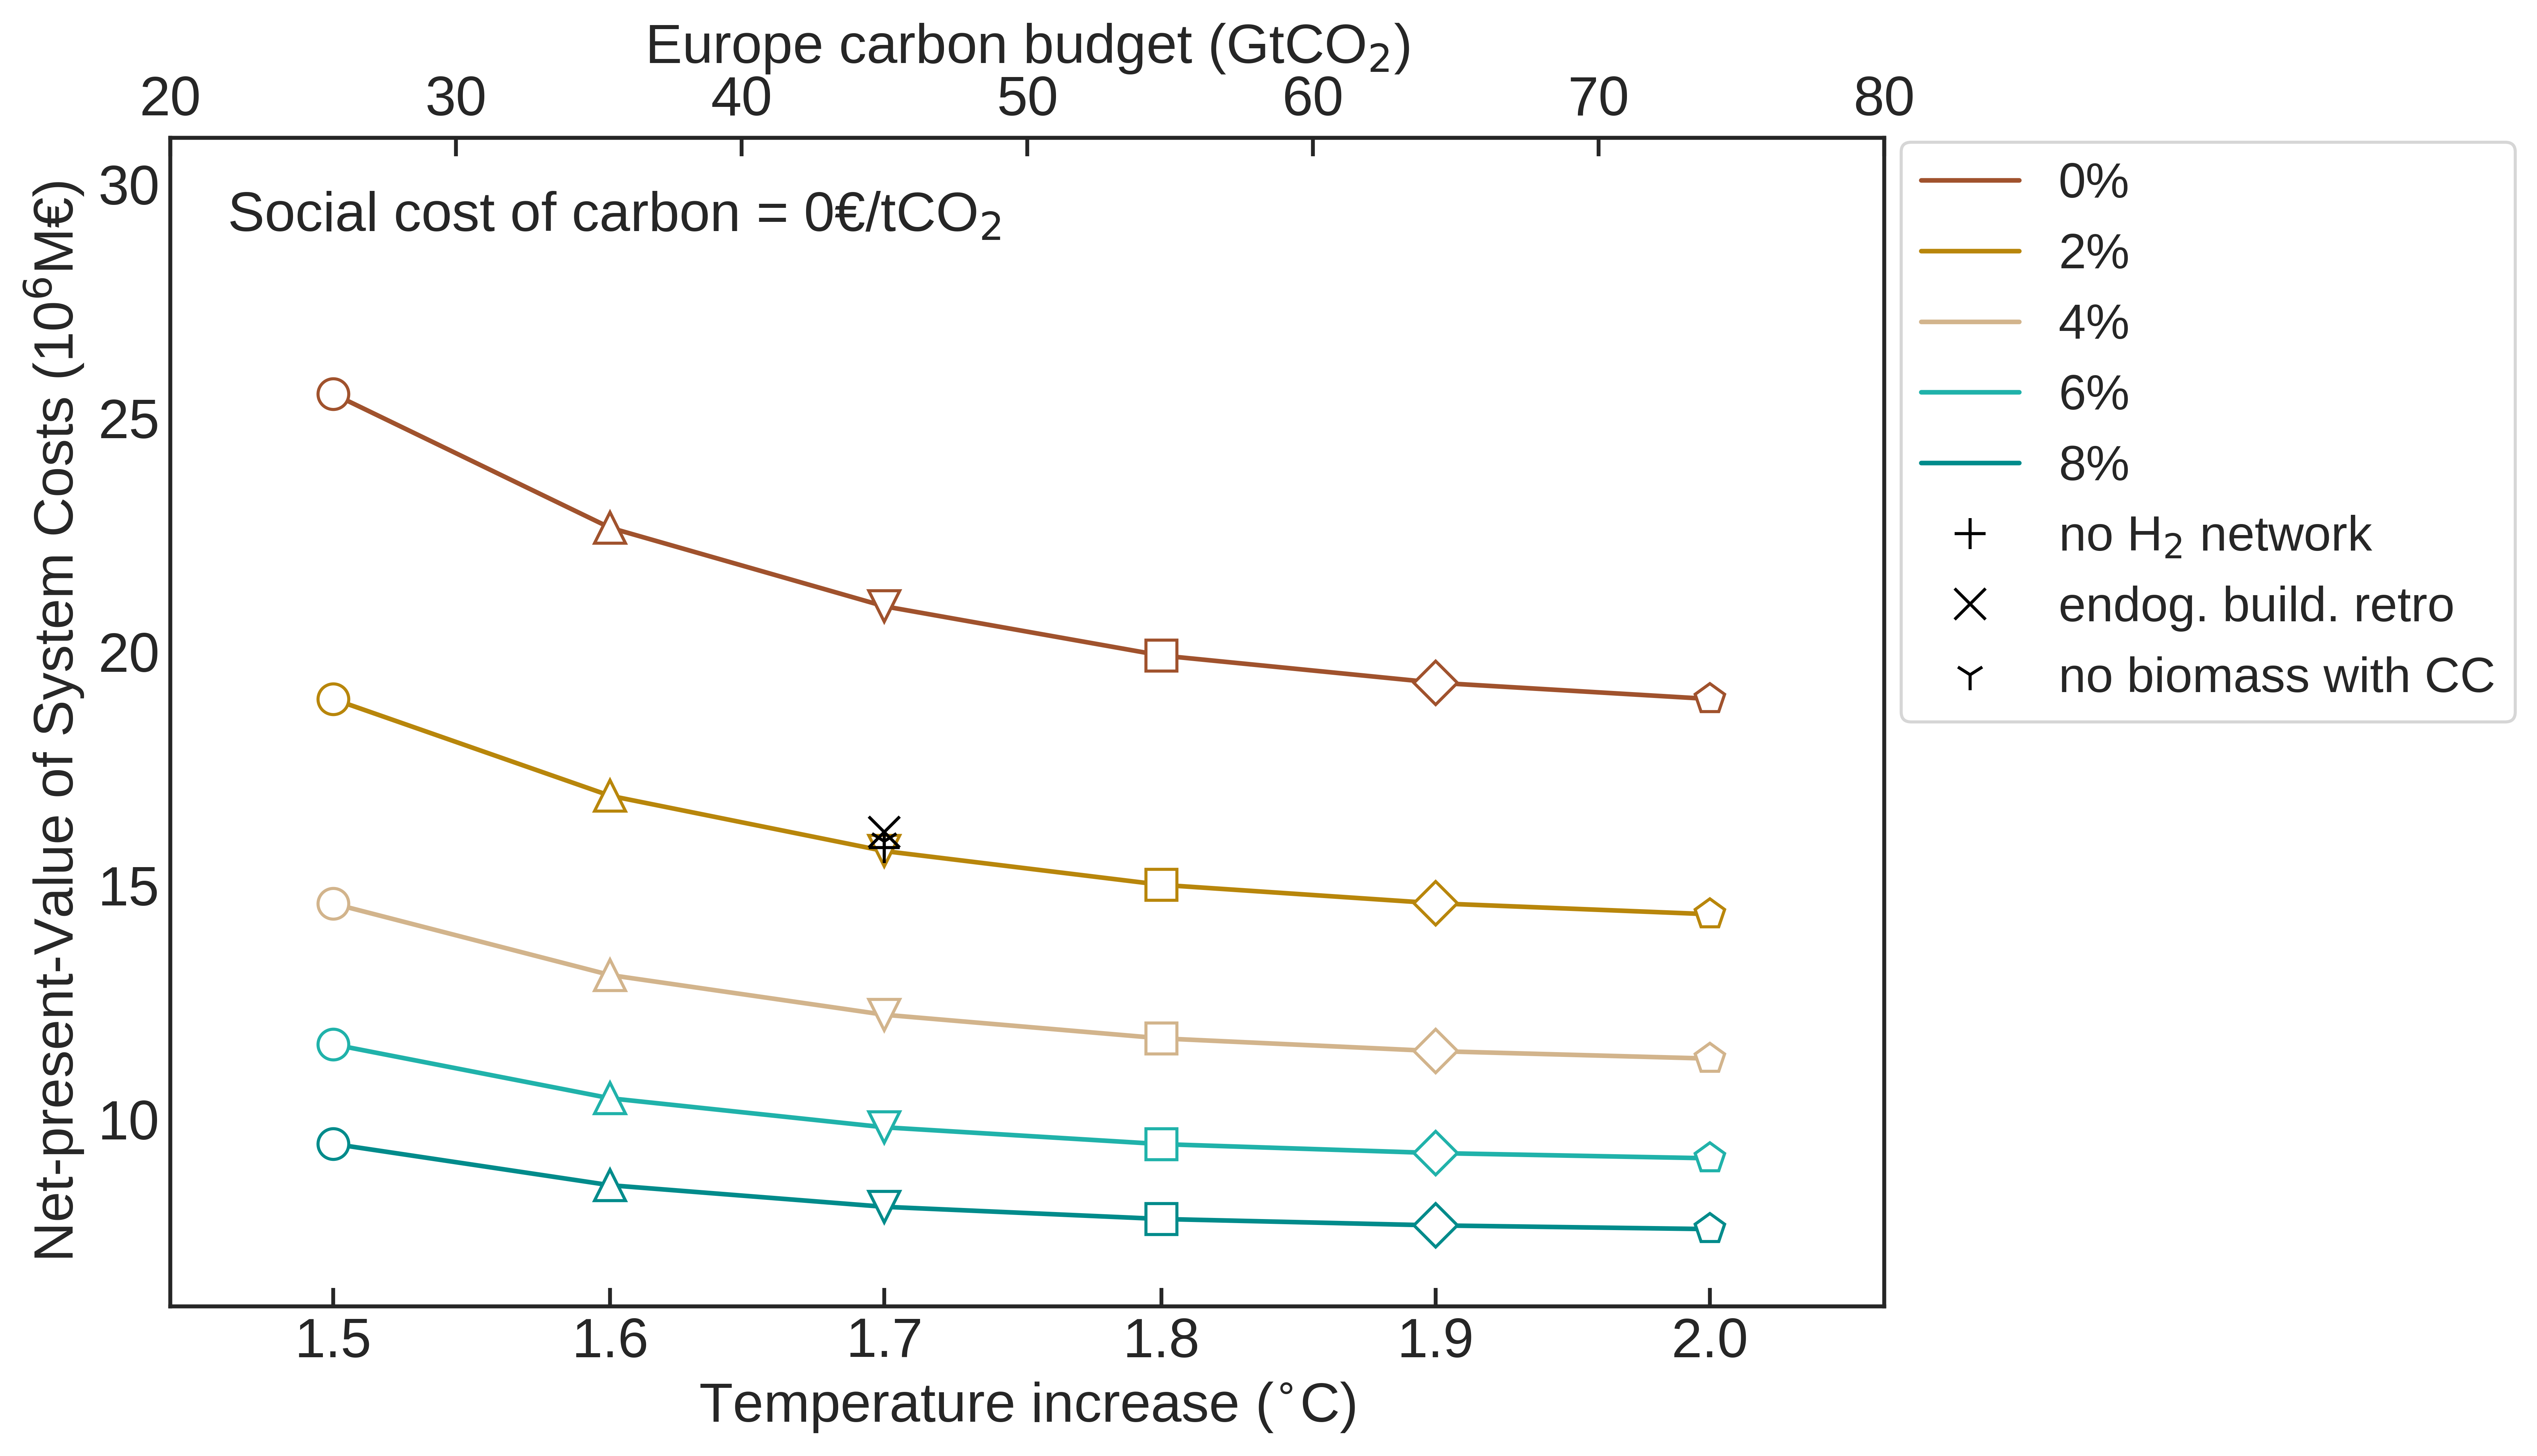 Europe carbon budget (GtCO₂)
20 30 40 50 60 70 80
Social cost of carbon = 0€/tCO₂
Net-present-Value of System Costs (10⁶M€)
30
25
20
15
10
1.5 1.6 1.7 1.8 1.9 2.0
Temperature increase (°C)
0%
2%
4%
6%
8%
no H₂ network
endog. build. retro
no biomass with CC